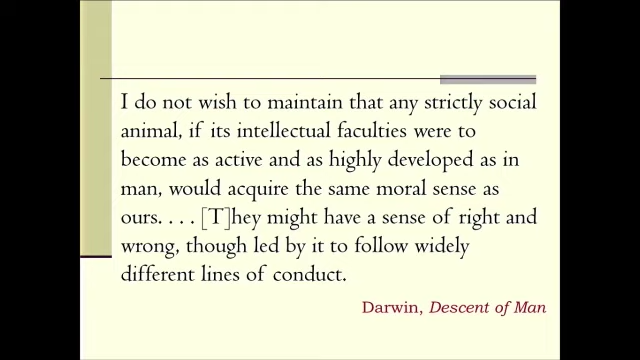 I do not wish to maintain that any strictly social
animal, if its intellectual faculties were to
become as active and as highly developed as in
man, would acquire the same moral sense as
ours. . . . [T]hey might have a sense of right and
wrong, though led by it to follow widely
different lines of conduct.
Darwin, Descent of Man